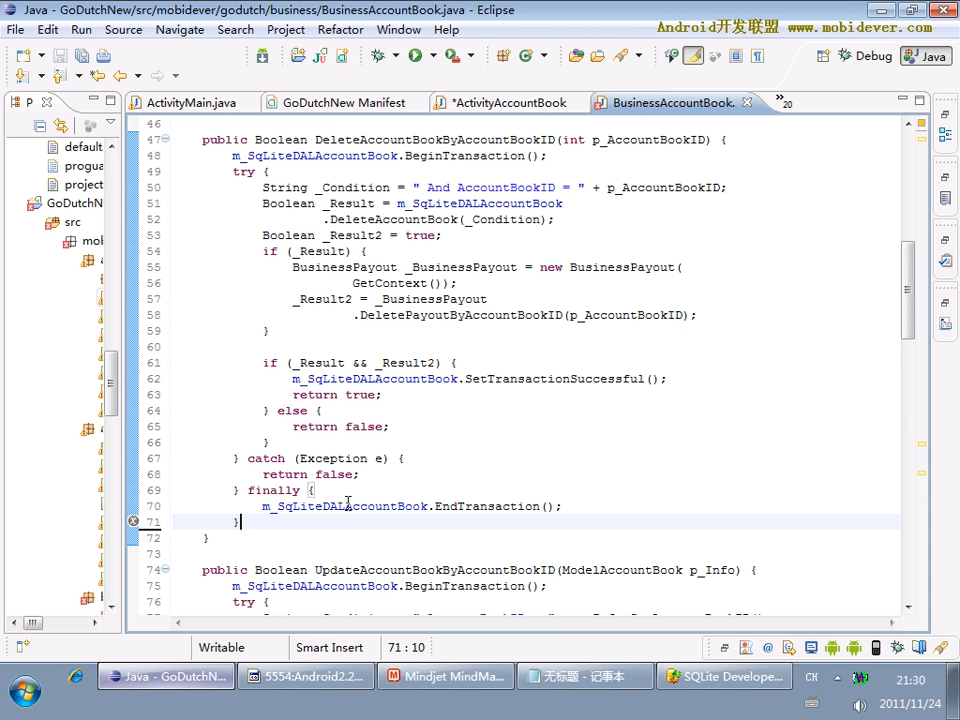 Java - GoDutchNew/src/mobidever/godutch/business/BusinessAccountBook.java - Eclipse
File Edit Run Source Navigate Search Project Refactor Window Help
Android开发联盟 www.mobidever.com
Debug Java
P
ActivityMain.java GoDutchNew Manifest *ActivityAccountBook BusinessAccountBook. »20
default
progua
project
GoDutchN
src
mob
a
a
b
46
47 public Boolean DeleteAccountBookByAccountBookID(int p_AccountBookID) {
48 m_SqLiteDALAccountBook.BeginTransaction();
49 try {
50 String _Condition = " And AccountBookID = " + p_AccountBookID;
51 Boolean _Result = m_SqLiteDALAccountBook
52 .DeleteAccountBook(_Condition);
53 Boolean _Result2 = true;
54 if (_Result) {
55 BusinessPayout _BusinessPayout = new BusinessPayout(
56 GetContext());
57 _Result2 = _BusinessPayout
58 .DeletePayoutByAccountBookID(p_AccountBookID);
59 }
60
61 if (_Result && _Result2) {
62 m_SqLiteDALAccountBook.SetTransactionSuccessful();
63 return true;
64 } else {
65 return false;
66 }
67 } catch (Exception e) {
68 return false;
69 } finally {
70 m_SqLiteDALAccountBook.EndTransaction();
71 }
72 }
73
74 public Boolean UpdateAccountBookByAccountBookID(ModelAccountBook p_Info) {
75 m_SqLiteDALAccountBook.BeginTransaction();
76 try {
Writable Smart Insert 71 : 10
Java - GoDutchN... 5554:Android2.2... Mindjet MindMa... 无标题 - 记事本 SQLite Develope... CH 21:30
2011/11/24